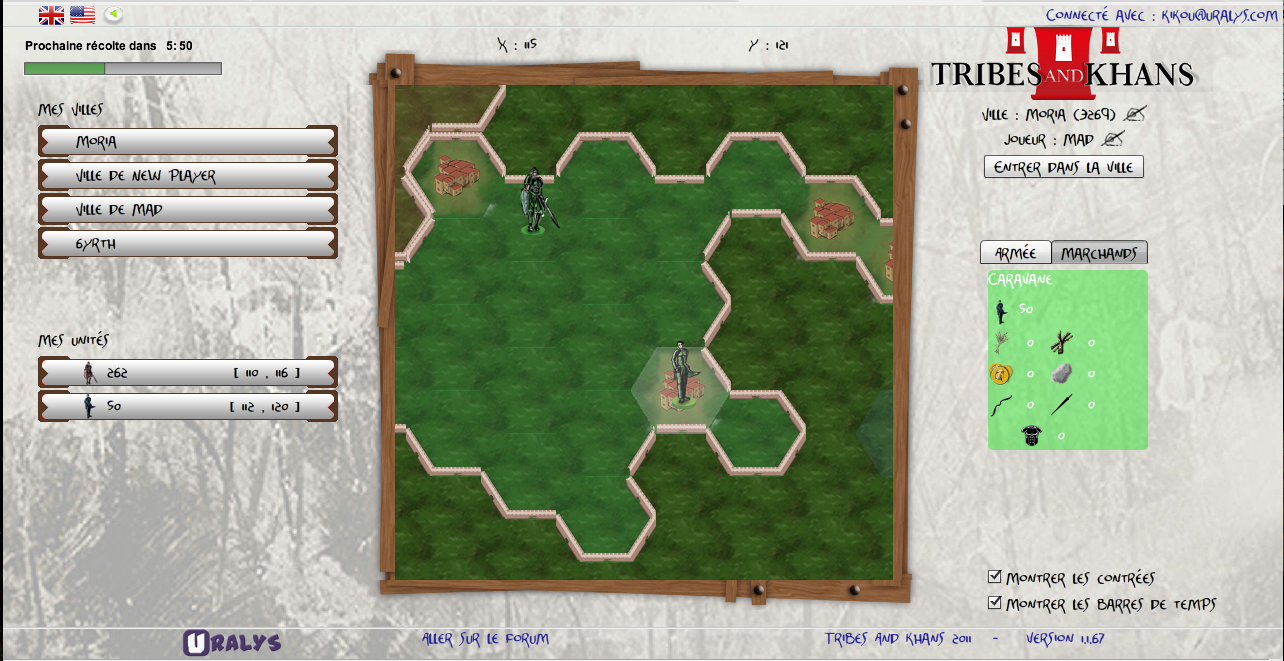 CONNECTÉ AVEC : KIKOU@URALYS.COM
Prochaine récolte dans 5: 50
X : 115 Y : 121
TRIBES AND KHANS
VILLE : MORIA (3269)
JOUEUR : MAD
ENTRER DANS LA VILLE
MES VILLES
MORIA
VILLE DE NEW PLAYER
VILLE DE MAD
GYRTH
MES UNITÉS
262 [ 110 , 116 ]
50 [ 112 , 120 ]
ARMÉE MARCHANDS
CARAVANE
50
0 0
0 0
0 0
0
MONTRER LES CONTRÉES
MONTRER LES BARRES DE TEMPS
URALYS ALLER SUR LE FORUM TRIBES AND KHANS 2011 - VERSION 1.1.67